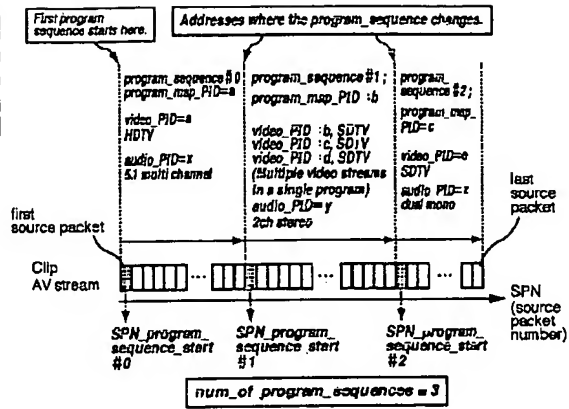 First program
sequence starts here.
Addresses where the program_sequence changes.
program_sequence #0
program_map_PID=a
video_PID=a
HDTV
audio_PID=x
5.1 multi channel
program_sequence #1 ;
program_map_PID :b
video_PID :b, SDTV
video_PID :c, SDTV
video_PID :d, SDTV
(Multiple video streams
in a single program)
audio_PID=y
2ch stereo
program_
sequence #2 ;
program_map_
PID=c
video_PID=e
SDTV
audio_PID=z
dual mono
first
source packet
last
source
packet
Clip
AV stream
...
...
...
SPN
(source
packet
number)
SPN_program_
sequence_start
#0
SPN_program_
sequence_start
#1
SPN_program_
sequence_start
#2
num_of_program_sequences = 3